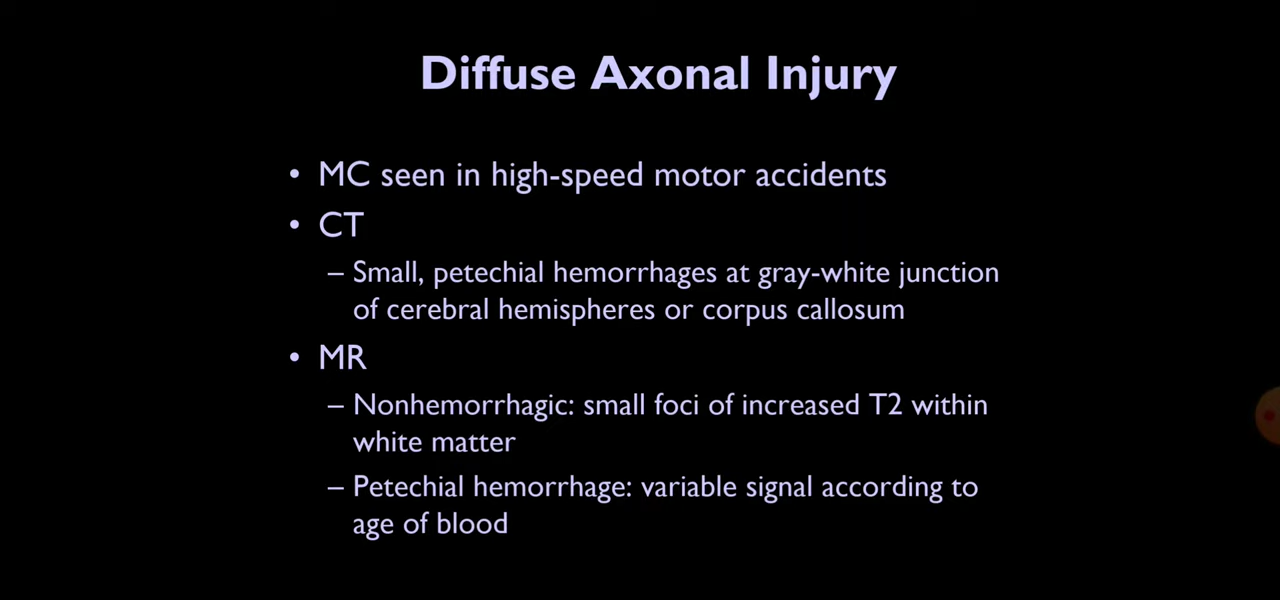 Diffuse Axonal Injury
• MC seen in high-speed motor accidents
• CT
– Small, petechial hemorrhages at gray-white junction
of cerebral hemispheres or corpus callosum
• MR
– Nonhemorrhagic: small foci of increased T2 within
white matter
– Petechial hemorrhage: variable signal according to
age of blood